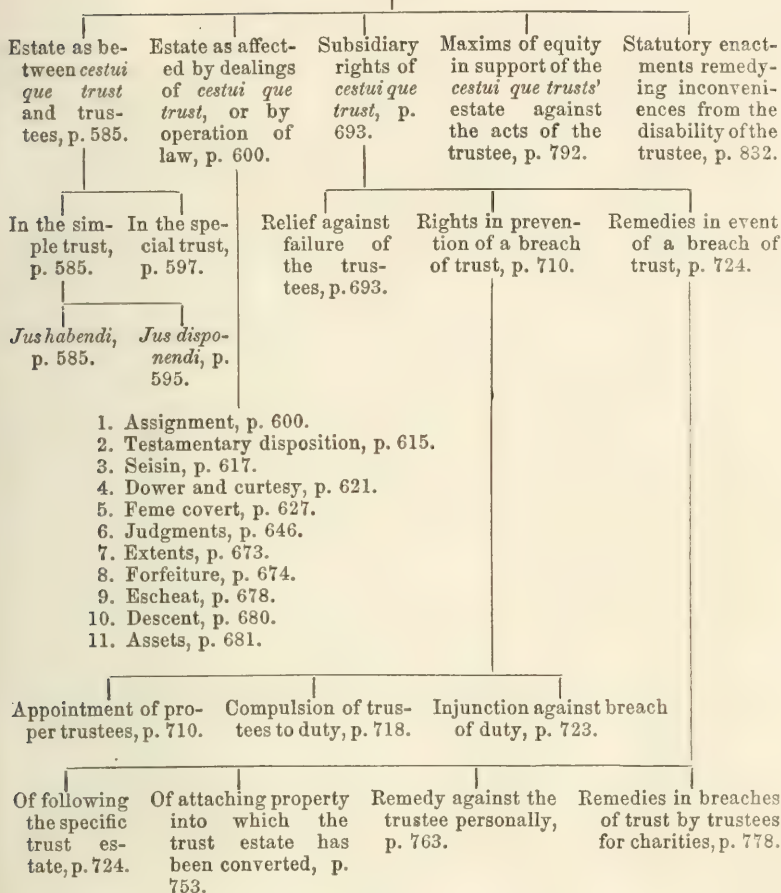 Estate as be-
tween cestui
que trust
and trus-
tees, p. 585.
Estate as affect-
ed by dealings
of cestui que
trust, or by
operation of
law, p. 600.
Subsidiary
rights of
cestui que
trust, p.
693.
Maxims of equity
in support of the
cestui que trusts'
estate against
the acts of the
trustee, p. 792.
Statutory enact-
ments remedy-
ing inconveni-
ences from the
disability of the
trustee, p. 832.
In the sim-
ple trust,
p. 585.
In the spe-
cial trust,
p. 597.
Relief against
failure of
the trus-
tees, p. 693.
Rights in preven-
tion of a breach
of trust, p. 710.
Remedies in event
of a breach of
trust, p. 724.
Jus habendi,
p. 585.
Jus dispo-
nendi, p.
595.
1. Assignment, p. 600.
2. Testamentary disposition, p. 615.
3. Seisin, p. 617.
4. Dower and curtesy, p. 621.
5. Feme covert, p. 627.
6. Judgments, p. 646.
7. Extents, p. 673.
8. Forfeiture, p. 674.
9. Escheat, p. 678.
10. Descent, p. 680.
11. Assets, p. 681.
Appointment of pro-
per trustees, p. 710.
Compulsion of trus-
tees to duty, p. 718.
Injunction against breach
of duty, p. 723.
Of following
the specific
trust es-
tate, p. 724.
Of attaching property
into which the
trust estate has
been converted, p.
753.
Remedy against the
trustee personally,
p. 763.
Remedies in breaches
of trust by trustees
for charities, p. 778.